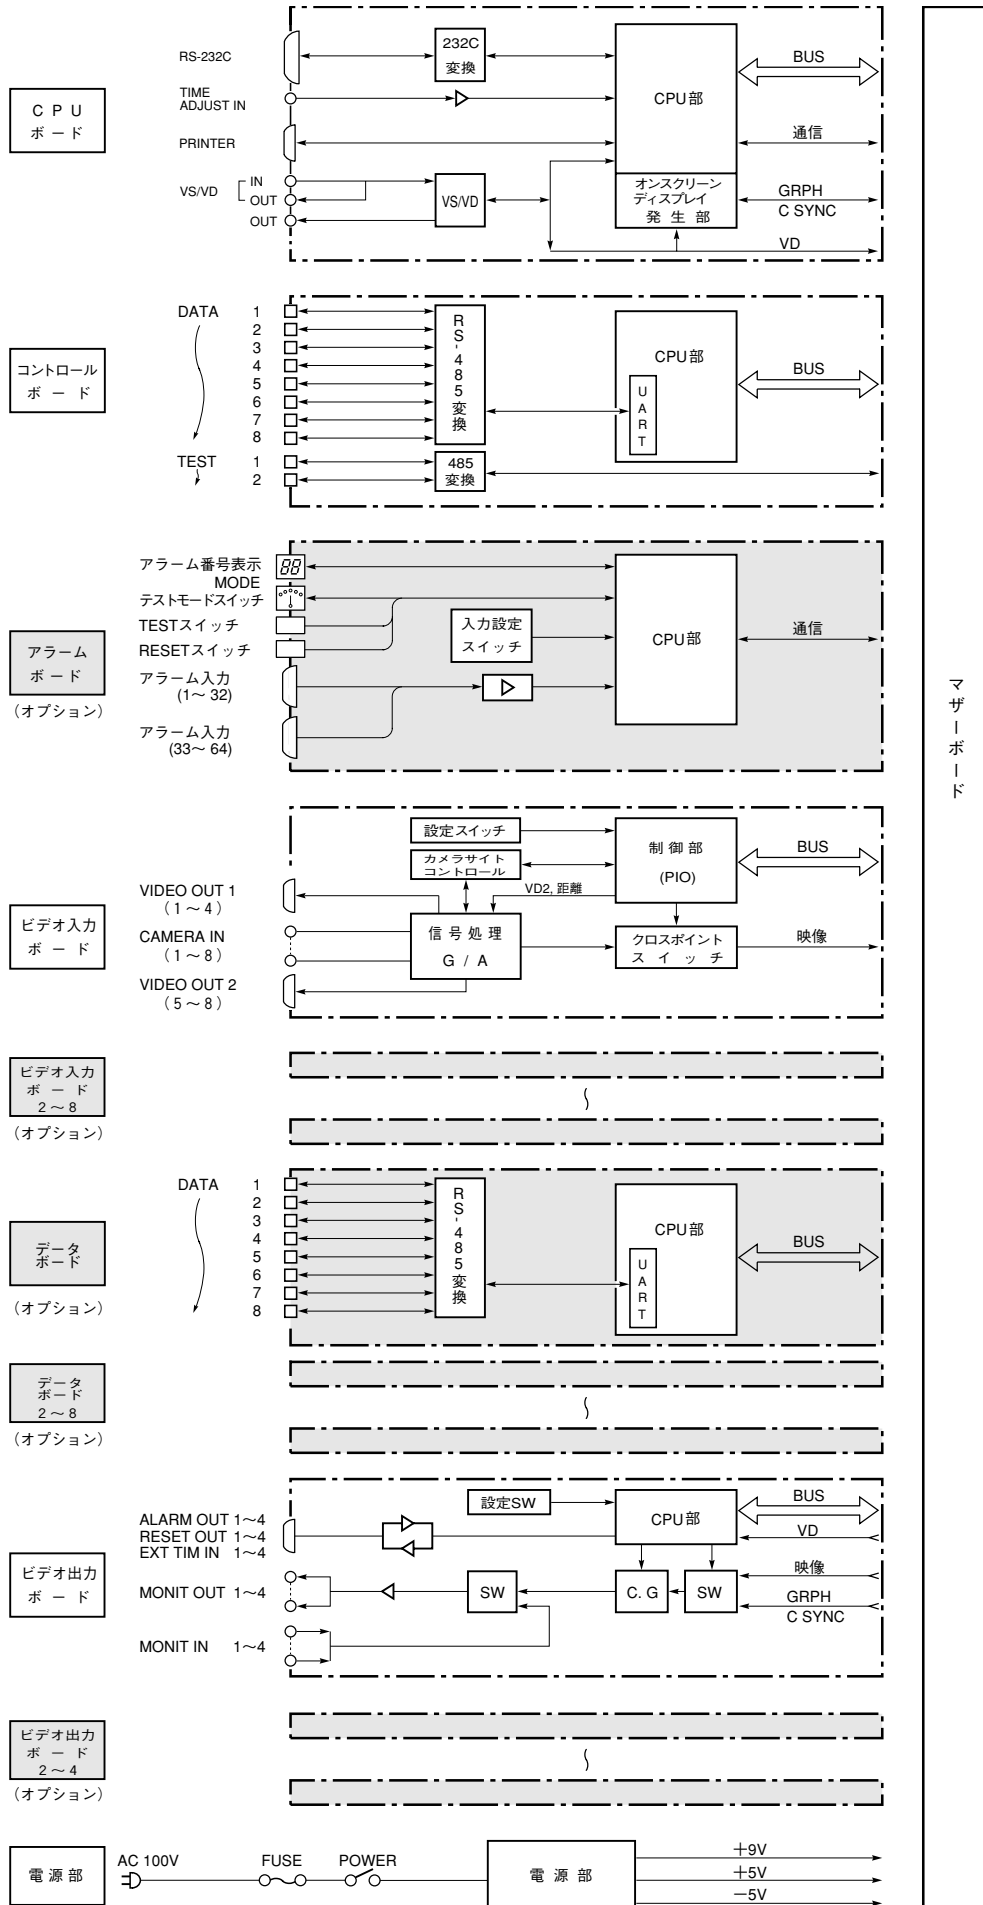 CPU
ボード
RS-232C
TIME
ADJUST IN
PRINTER
VS/VD
IN
OUT
OUT
232C
変換
VS/VD
CPU部
オンスクリーン
ディスプレイ
発生部
BUS
通信
GRPH
C SYNC
VD
コントロール
ボード
DATA
1
2
3
4
5
6
7
8
TEST
1
2
RS-485変換
485
変換
CPU部
UART
BUS
アラーム
ボード
(オプション)
アラーム番号表示
MODE
テストモードスイッチ
TESTスイッチ
RESETスイッチ
アラーム入力
(1～32)
アラーム入力
(33～64)
88
入力設定
スイッチ
CPU部
通信
マザーボード
ビデオ入力
ボード
VIDEO OUT 1
(1～4)
CAMERA IN
(1～8)
VIDEO OUT 2
(5～8)
設定スイッチ
カメラサイト
コントロール
VD2, 距離
信号処理
G / A
制御部
(PIO)
クロスポイント
スイッチ
BUS
映像
ビデオ入力
ボード
2～8
(オプション)
データ
ボード
(オプション)
DATA
1
2
3
4
5
6
7
8
RS-485変換
CPU部
UART
BUS
データ
ボード
2～8
(オプション)
ビデオ出力
ボード
ALARM OUT 1～4
RESET OUT 1～4
EXT TIM IN 1～4
MONIT OUT 1～4
MONIT IN 1～4
設定SW
CPU部
SW
C. G
SW
BUS
VD
映像
GRPH
C SYNC
ビデオ出力
ボード
2～4
(オプション)
電源部
AC 100V
FUSE
POWER
電源部
＋9V
＋5V
－5V